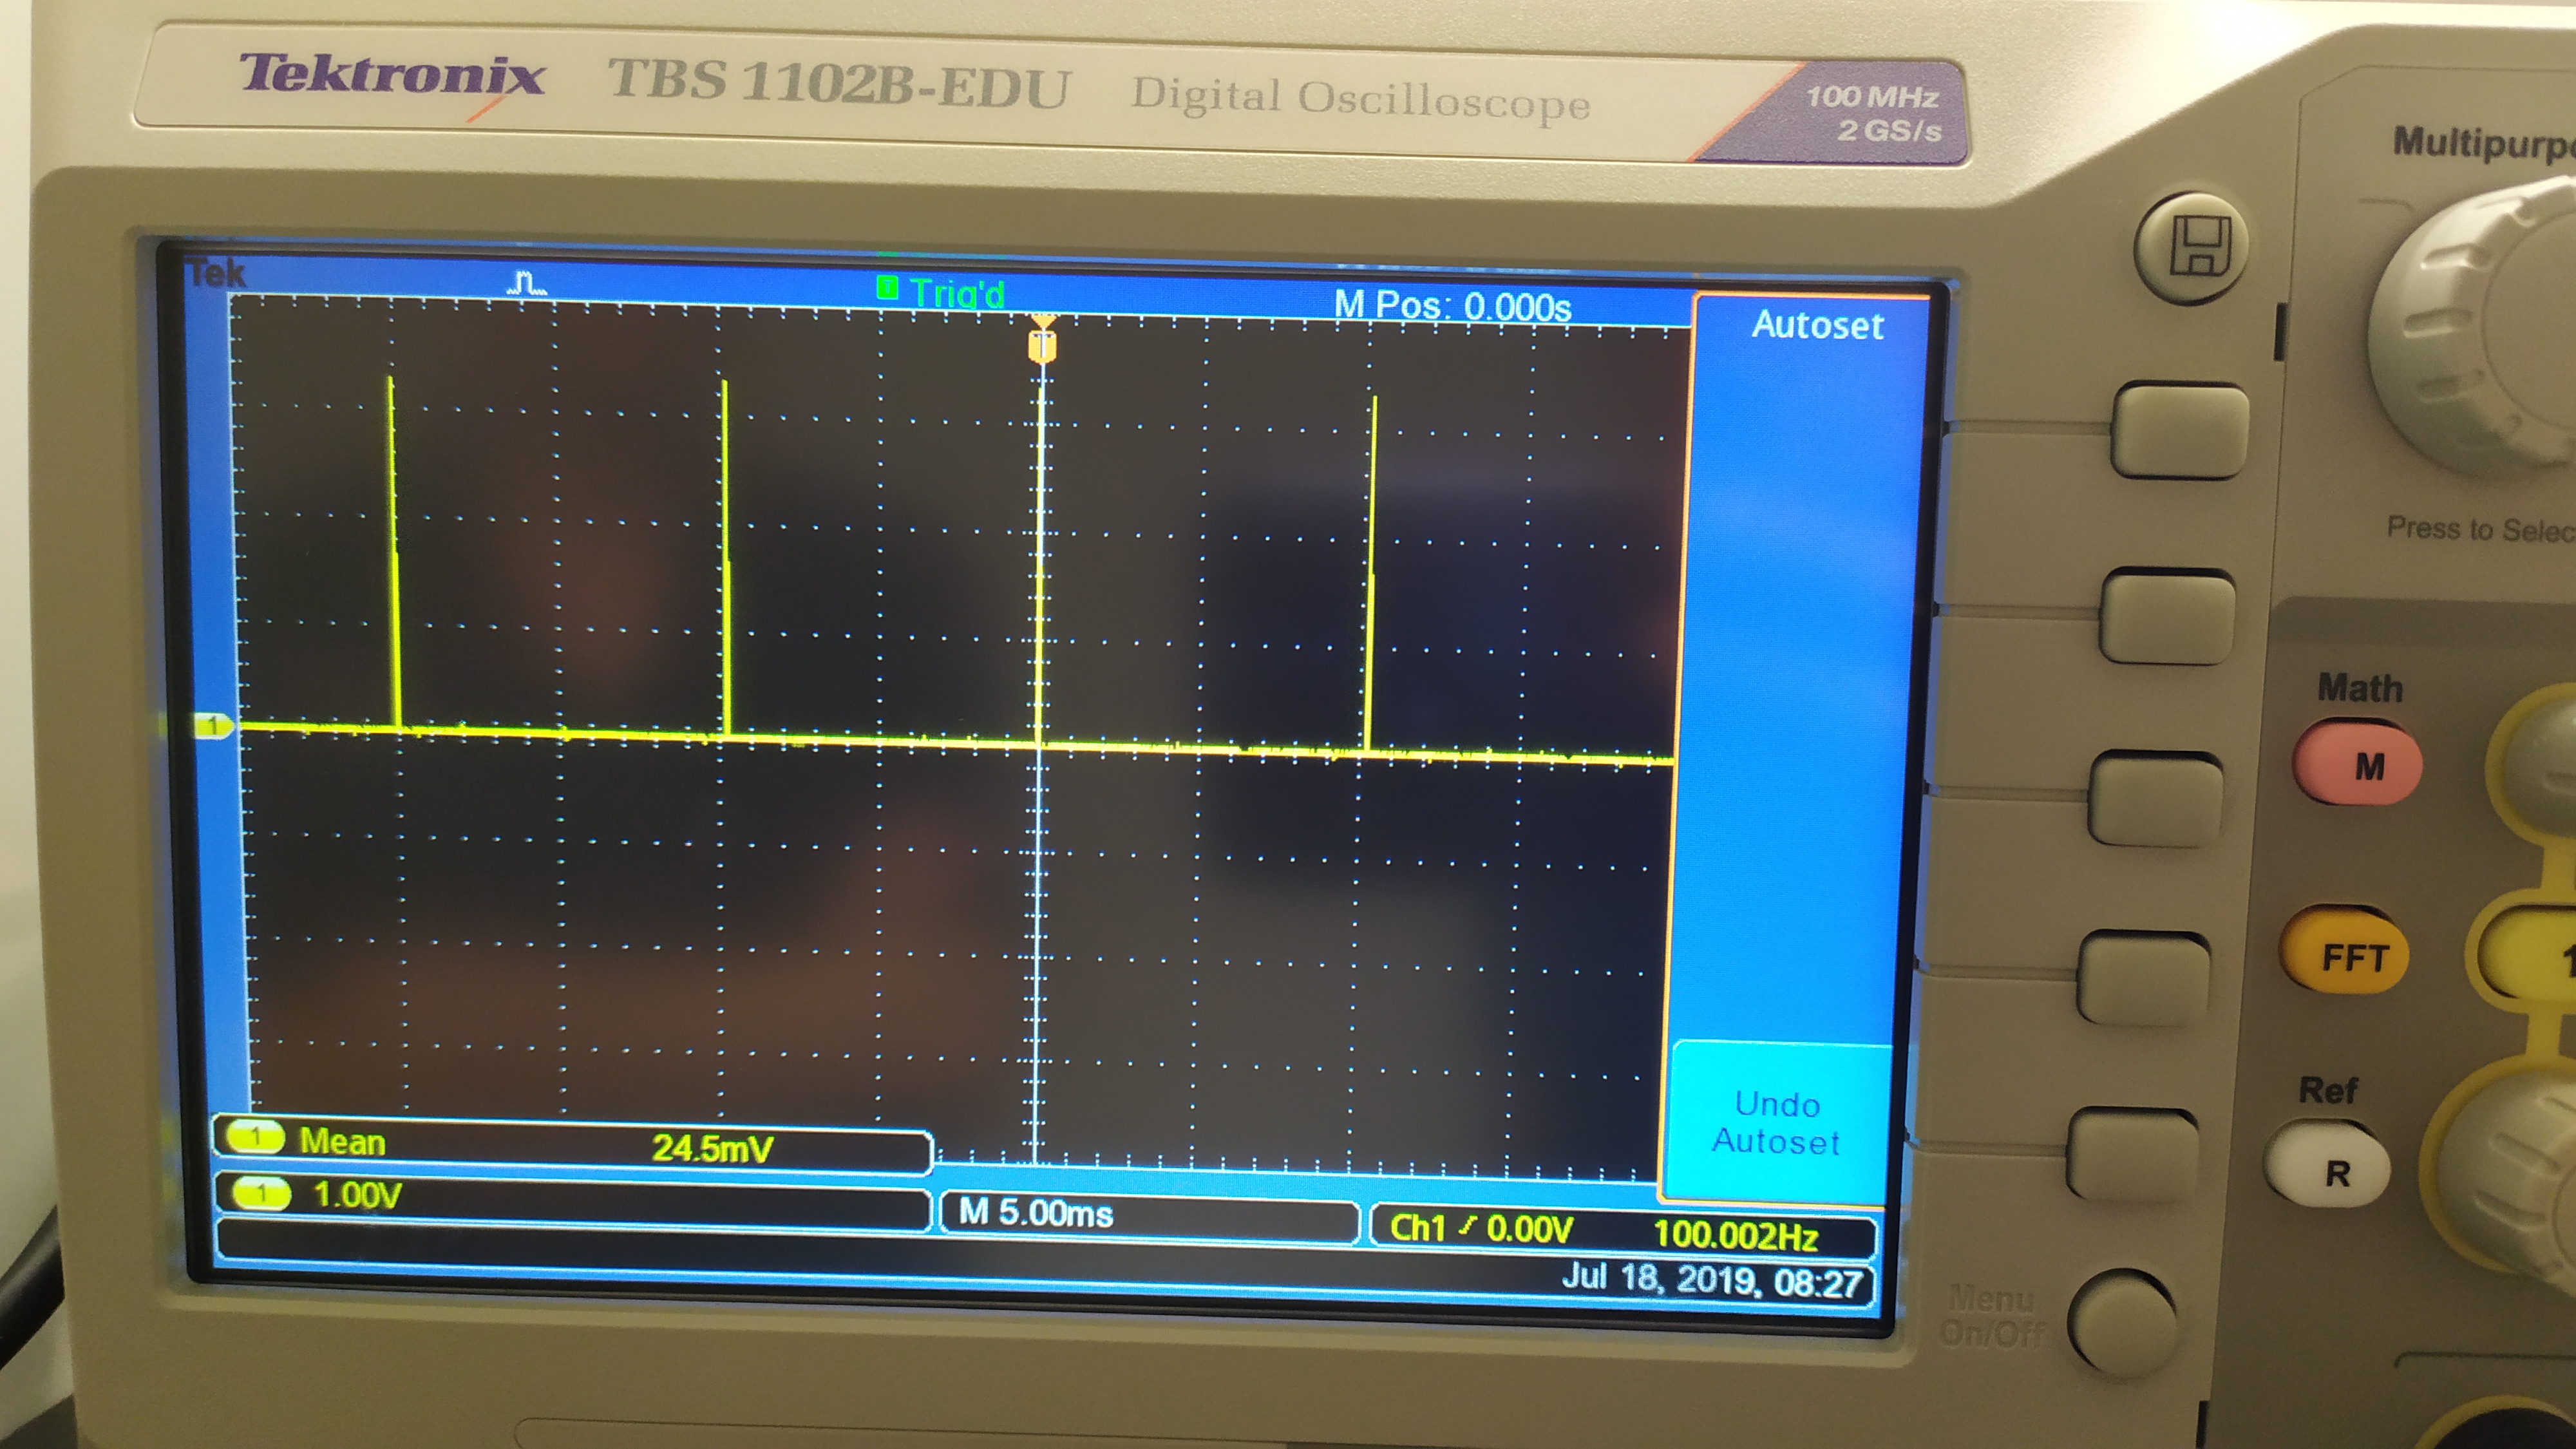 Tektronix TBS 1102B-EDU Digital Oscilloscope
100 MHz
2 GS/s
Tek
T Trig'd
M Pos: 0.000s
Autoset
T
1
Undo
Autoset
1 Mean 24.5mV
1 1.00V
M 5.00ms
Ch1 0.00V 100.002Hz
Jul 18, 2019, 08:27
Press to Selec
Math
M
FFT
1
Ref
R
Menu
On/Off